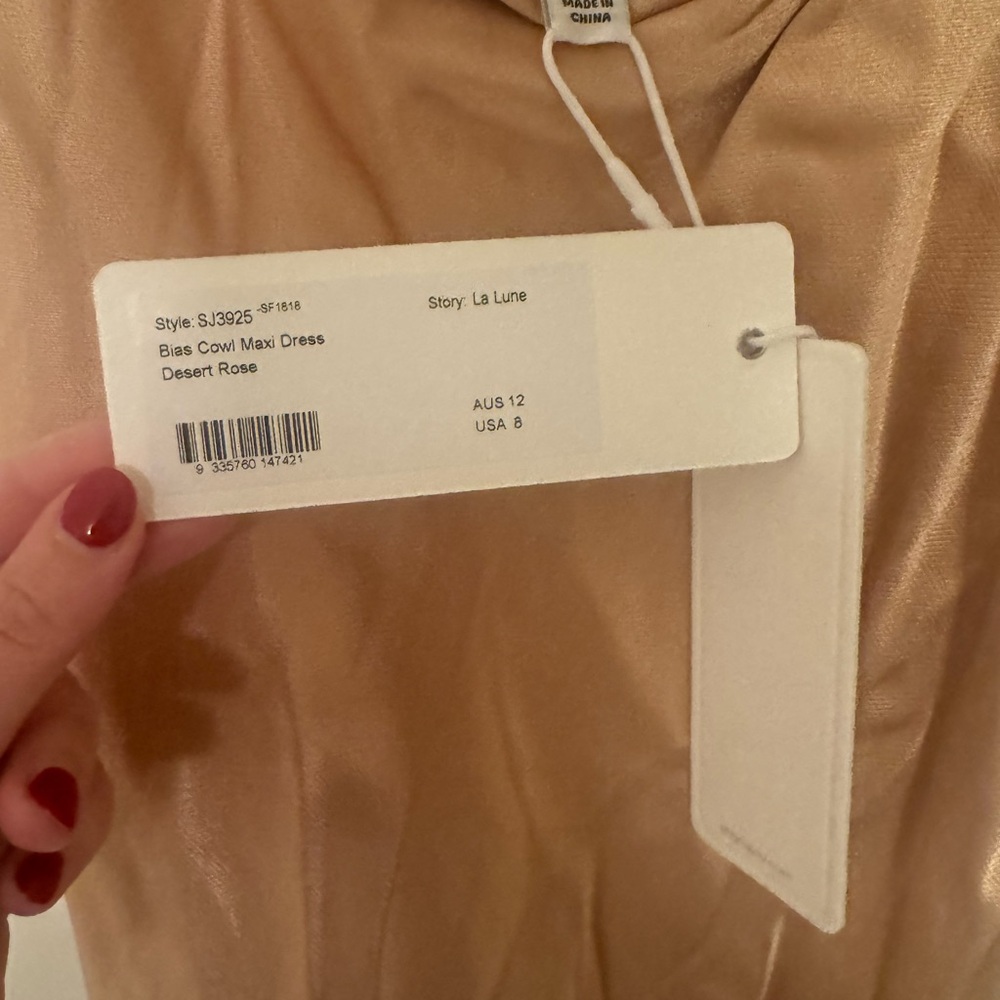 MADE IN
CHINA
Style: SJ3925 -SF1818
Bias Cowl Maxi Dress
Desert Rose
Story: La Lune
AUS 12
USA 8
9 335760 147421